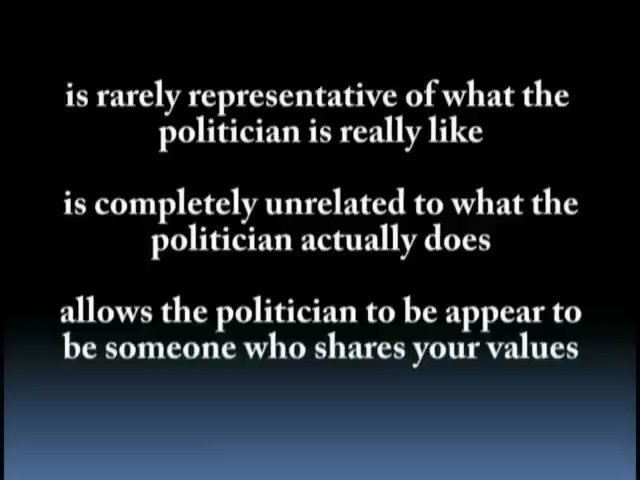 is rarely representative of what the
politician is really like
is completely unrelated to what the
politician actually does
allows the politician to be appear to
be someone who shares your values